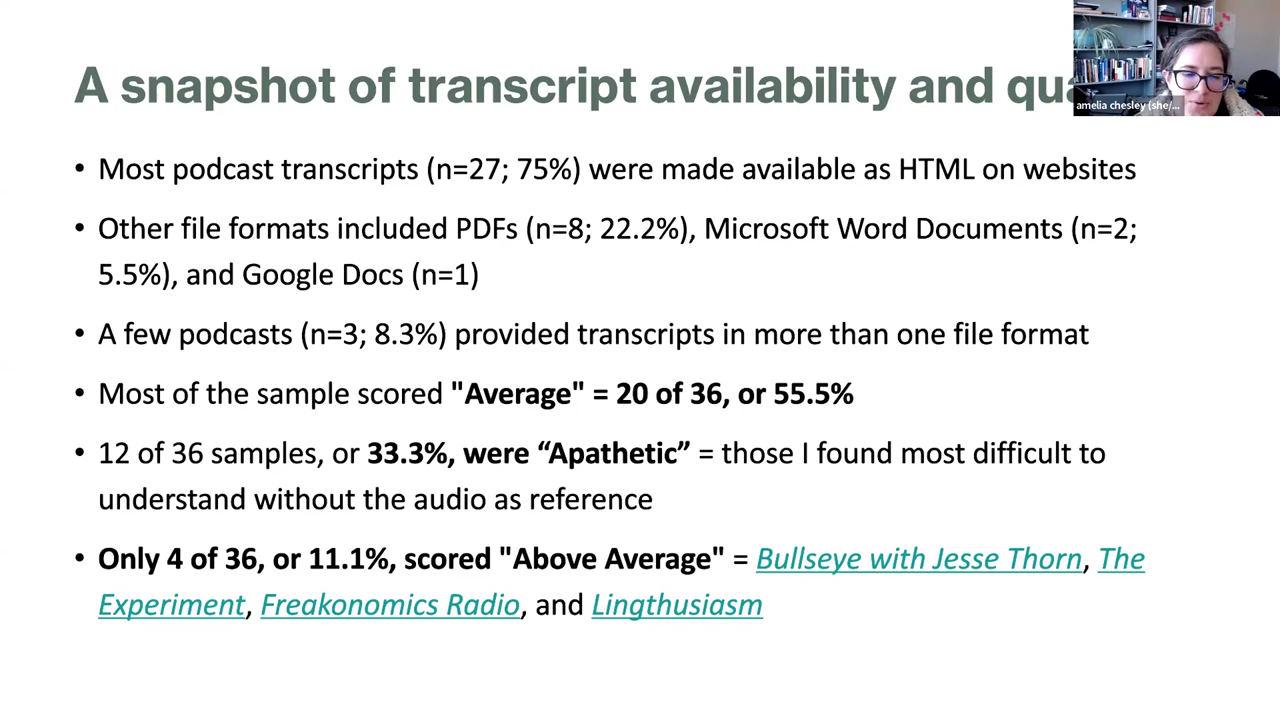 A snapshot of transcript availability and qua
amelia chesley (she/...
• Most podcast transcripts (n=27; 75%) were made available as HTML on websites
• Other file formats included PDFs (n=8; 22.2%), Microsoft Word Documents (n=2;
5.5%), and Google Docs (n=1)
• A few podcasts (n=3; 8.3%) provided transcripts in more than one file format
• Most of the sample scored "Average" = 20 of 36, or 55.5%
• 12 of 36 samples, or 33.3%, were “Apathetic” = those I found most difficult to
understand without the audio as reference
• Only 4 of 36, or 11.1%, scored "Above Average" = Bullseye with Jesse Thorn, The
Experiment, Freakonomics Radio, and Lingthusiasm